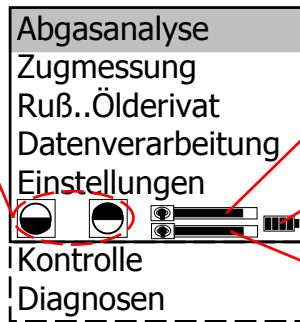 Abgasanalyse
Zugmessung
Ruß..Ölderivat
Datenverarbeitung
Einstellungen
Kontrolle
Diagnosen